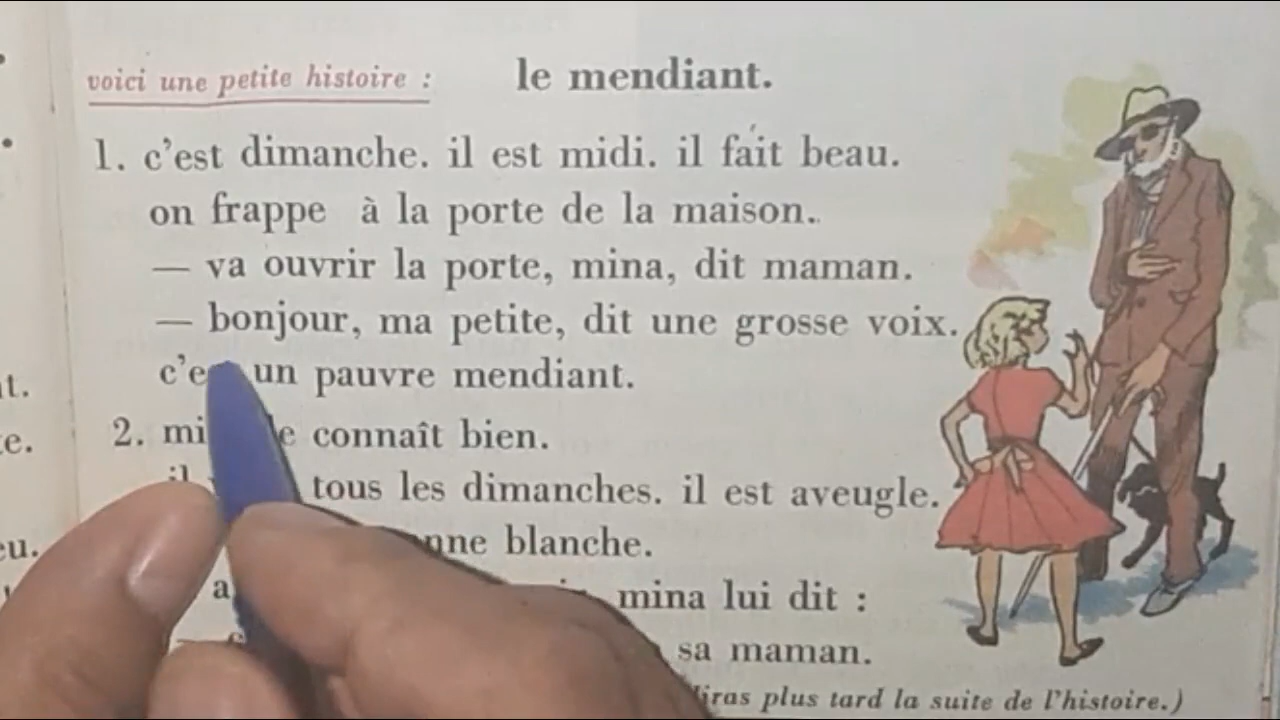 voici une petite histoire : le mendiant.
1. c'est dimanche. il est midi. il fait beau.
on frappe à la porte de la maison.
— va ouvrir la porte, mina, dit maman.
— bonjour, ma petite, dit une grosse voix.
un pauvre mendiant.
2. connaît bien.
il tous les dimanches. il est aveugle.
blanche.
mina lui dit :
sa maman.
plus tard la suite de l'histoire.)